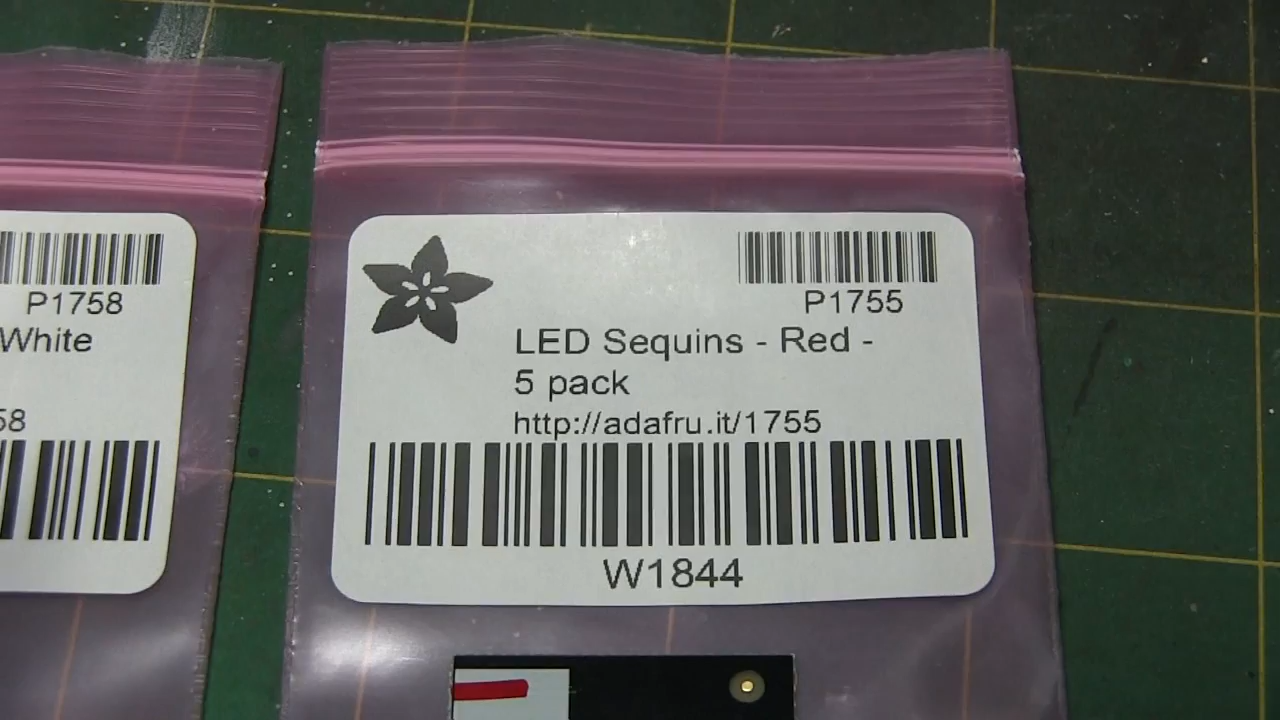 P1758
White
58
P1755
LED Sequins - Red -
5 pack
http://adafru.it/1755
W1844